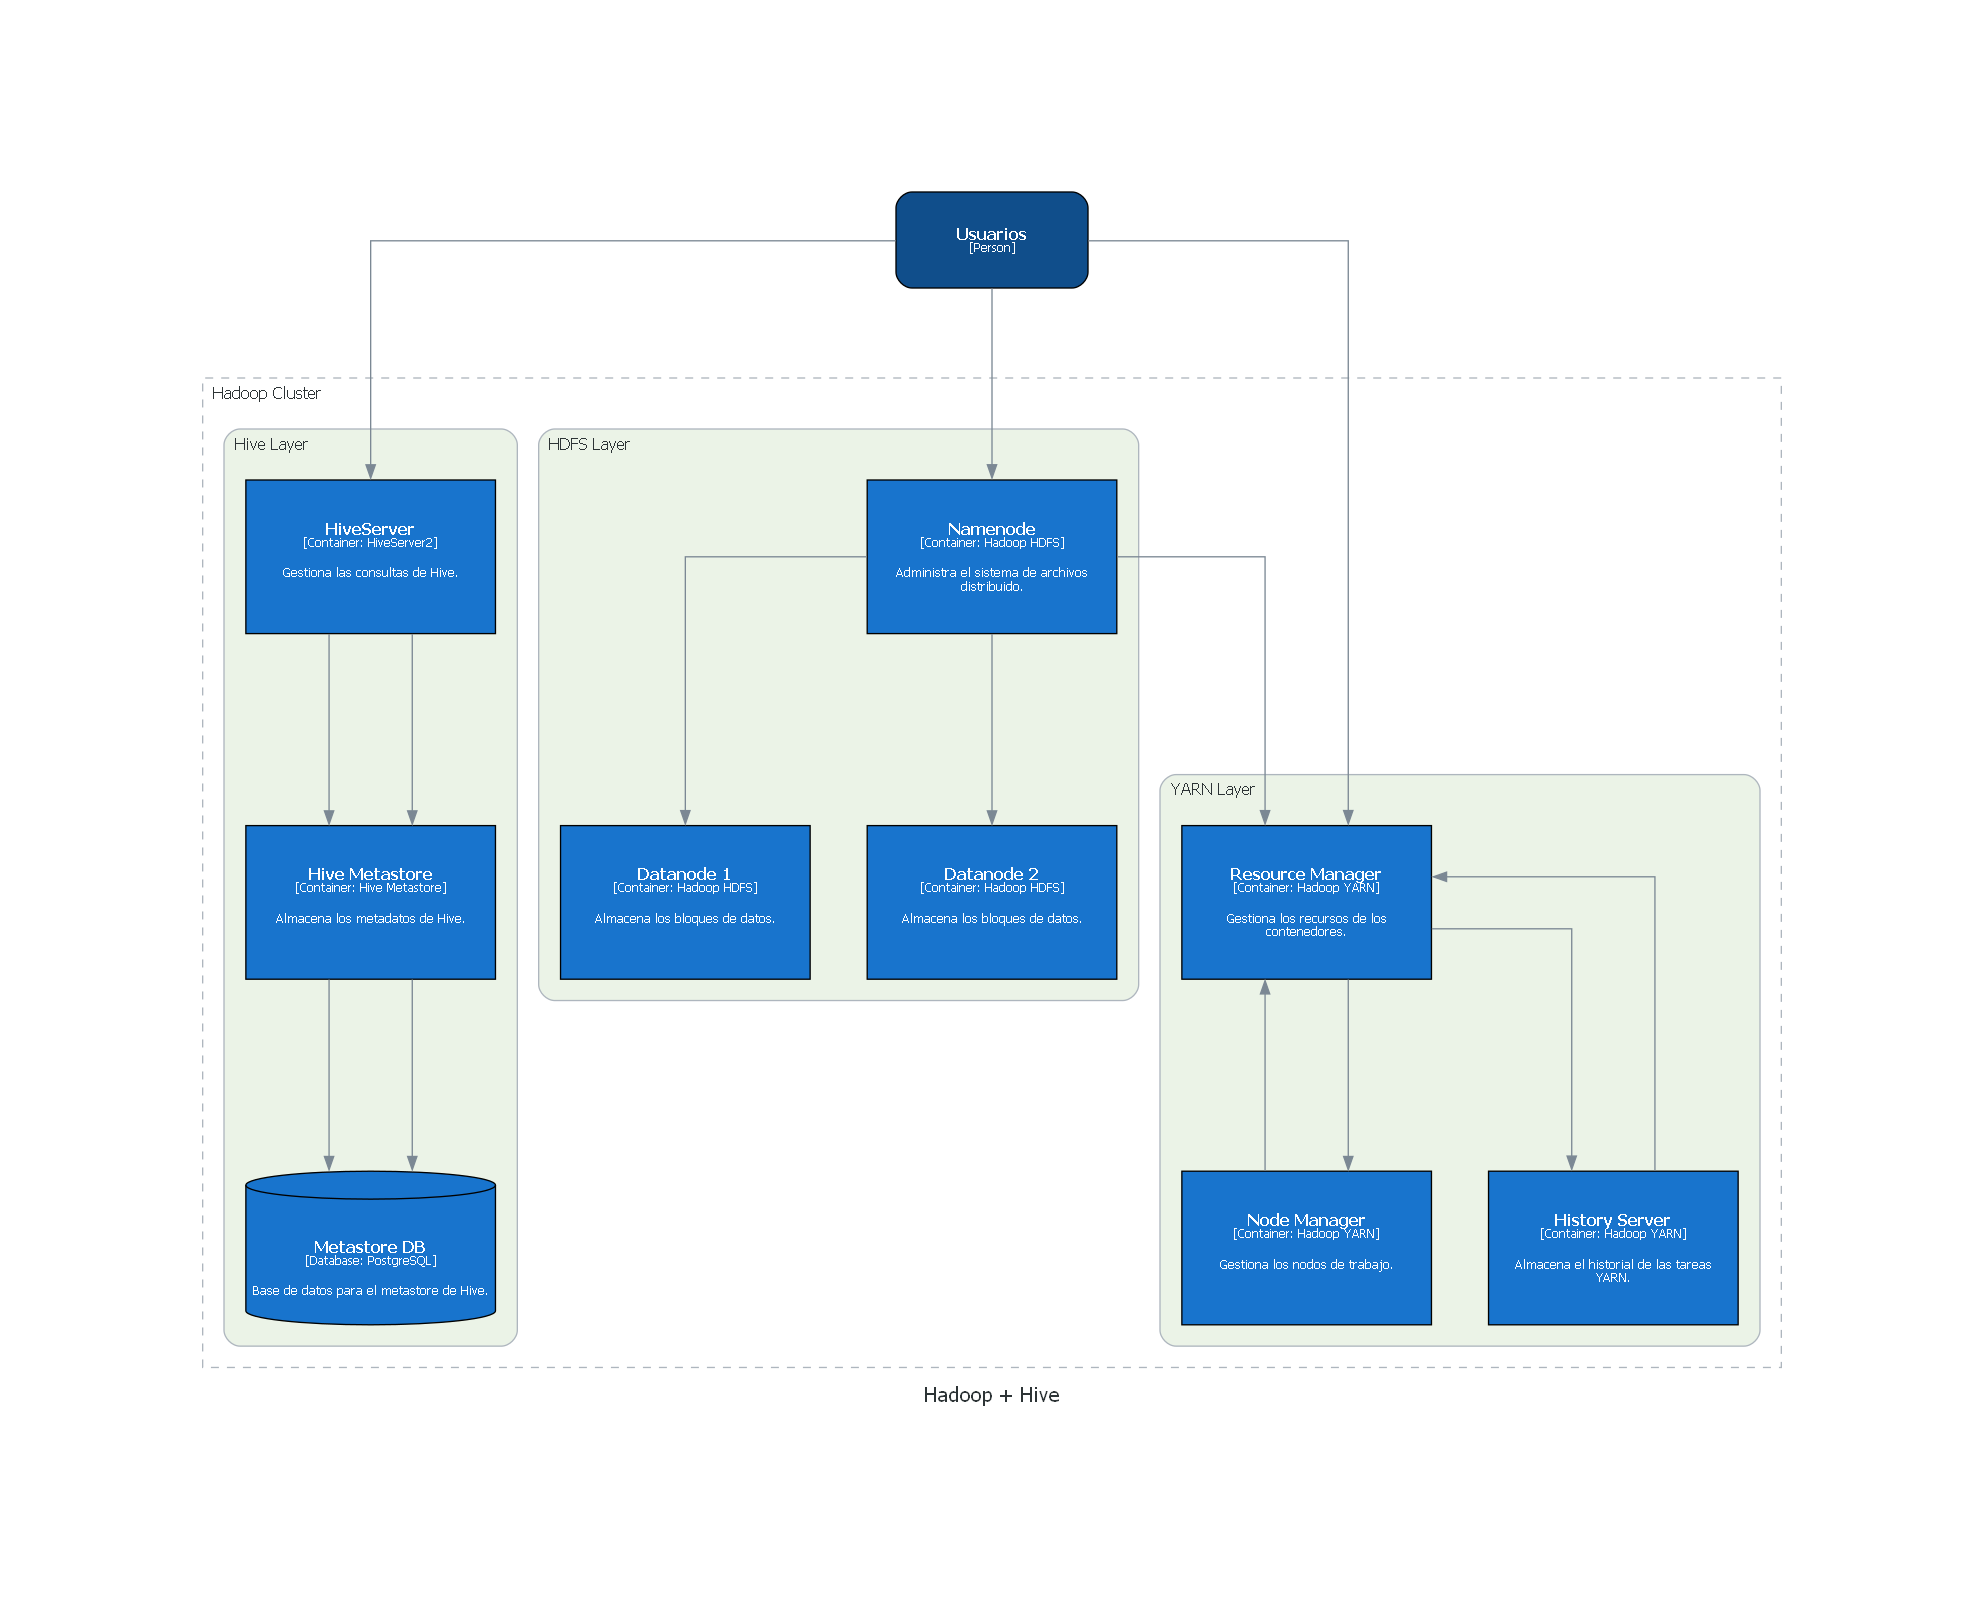 Usuarios
[Person]
Hadoop Cluster
Hive Layer
HiveServer
[Container: HiveServer2]
Gestiona las consultas de Hive.
Hive Metastore
[Container: Hive Metastore]
Almacena los metadatos de Hive.
Metastore DB
[Database: PostgreSQL]
Base de datos para el metastore de Hive.
HDFS Layer
Namenode
[Container: Hadoop HDFS]
Administra el sistema de archivos
distribuido.
Datanode 1
[Container: Hadoop HDFS]
Almacena los bloques de datos.
Datanode 2
[Container: Hadoop HDFS]
Almacena los bloques de datos.
YARN Layer
Resource Manager
[Container: Hadoop YARN]
Gestiona los recursos de los
contenedores.
Node Manager
[Container: Hadoop YARN]
Gestiona los nodos de trabajo.
History Server
[Container: Hadoop YARN]
Almacena el historial de las tareas
YARN.
Hadoop + Hive